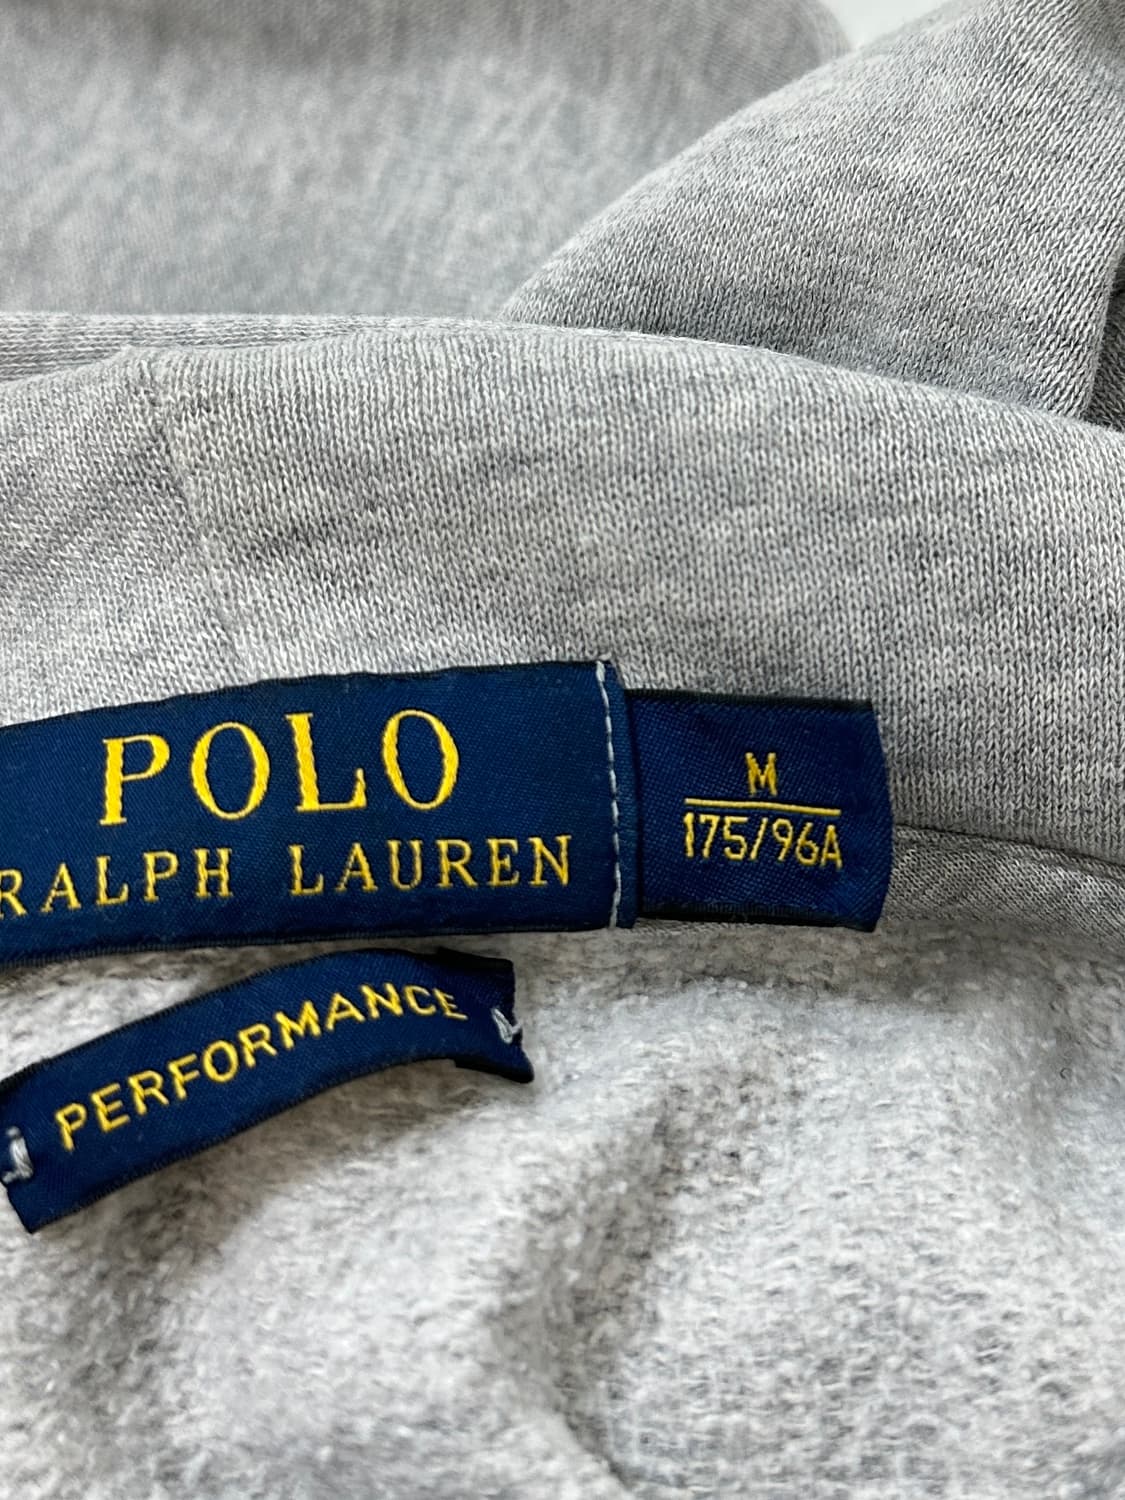 POLO
RALPH LAUREN
M
175/96A
PERFORMANCE